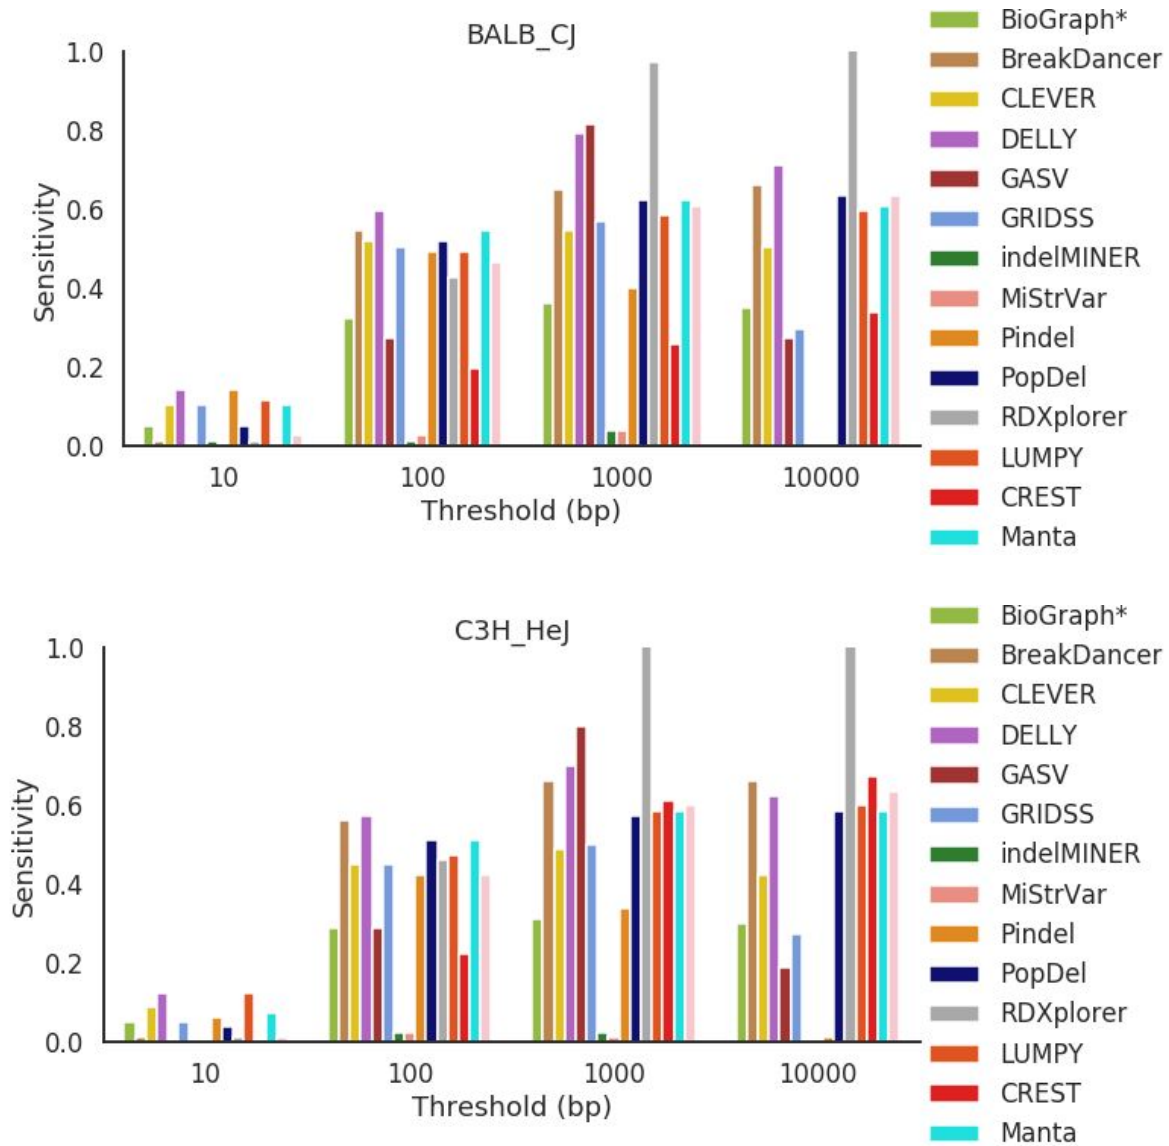 BALB_CJ
Sensitivity
1.0
0.8
0.6
0.4
0.2
0.0
10 100 1000 10000
Threshold (bp)
BioGraph*
BreakDancer
CLEVER
DELLY
GASV
GRIDSS
indelMINER
MiStrVar
Pindel
PopDel
RDXplorer
LUMPY
CREST
Manta
C3H_HeJ
Sensitivity
1.0
0.8
0.6
0.4
0.2
0.0
10 100 1000 10000
Threshold (bp)
BioGraph*
BreakDancer
CLEVER
DELLY
GASV
GRIDSS
indelMINER
MiStrVar
Pindel
PopDel
RDXplorer
LUMPY
CREST
Manta